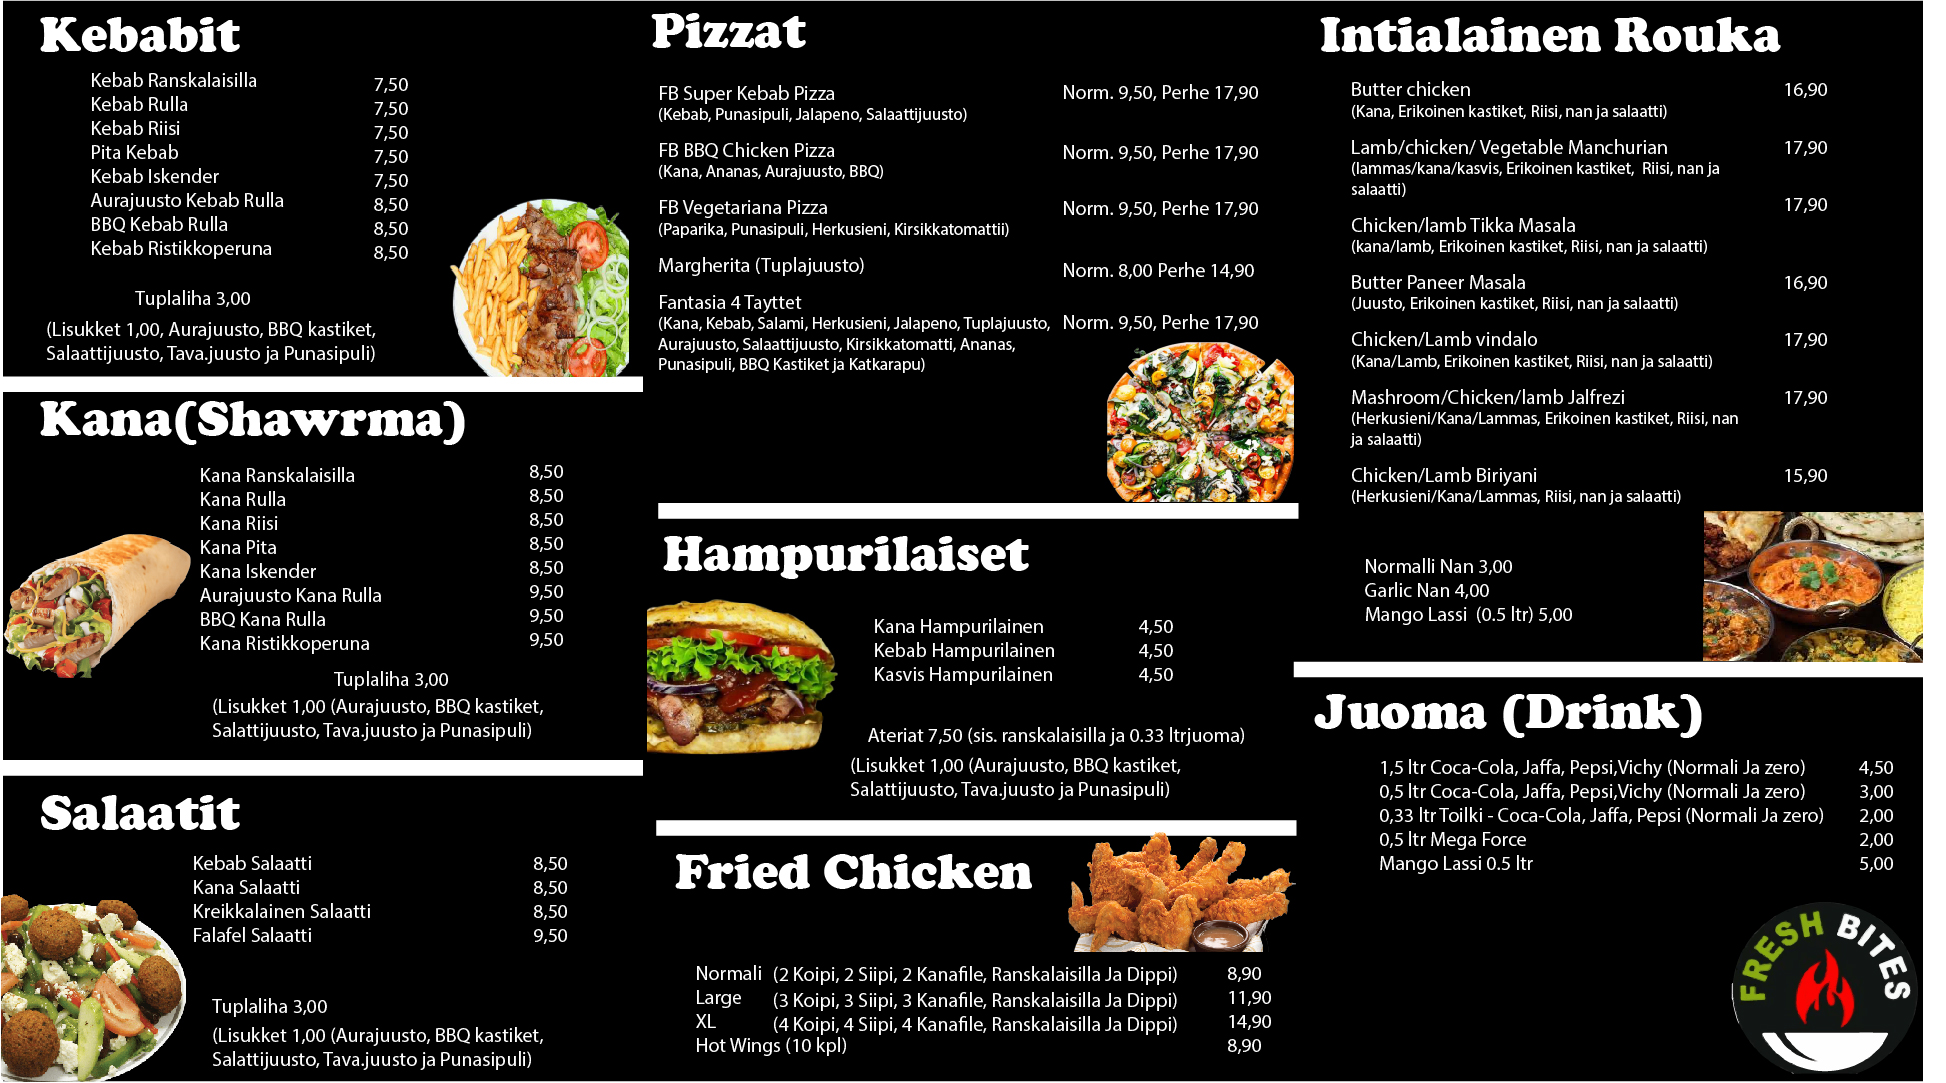 Kebabit
Kebab Ranskalaisilla 7,50
Kebab Rulla 7,50
Kebab Riisi 7,50
Pita Kebab 7,50
Kebab Iskender 7,50
Aurajuusto Kebab Rulla 8,50
BBQ Kebab Rulla 8,50
Kebab Ristikkoperuna 8,50
Tuplaliha 3,00
(Lisukket 1,00, Aurajuusto, BBQ kastiket,
Salaattijuusto, Tava.juusto ja Punasipuli)
Kana(Shawrma)
Kana Ranskalaisilla 8,50
Kana Rulla 8,50
Kana Riisi 8,50
Kana Pita 8,50
Kana Iskender 8,50
Aurajuusto Kana Rulla 9,50
BBQ Kana Rulla 9,50
Kana Ristikkoperuna 9,50
Tuplaliha 3,00
(Lisukket 1,00 (Aurajuusto, BBQ kastiket,
Salattijuusto, Tava.juusto ja Punasipuli)
Salaatit
Kebab Salaatti 8,50
Kana Salaatti 8,50
Kreikkalainen Salaatti 8,50
Falafel Salaatti 9,50
Tuplaliha 3,00
(Lisukket 1,00 (Aurajuusto, BBQ kastiket,
Salattijuusto, Tava.juusto ja Punasipuli)
Pizzat
FB Super Kebab Pizza Norm. 9,50, Perhe 17,90
(Kebab, Punasipuli, Jalapeno, Salaattijuusto)
FB BBQ Chicken Pizza Norm. 9,50, Perhe 17,90
(Kana, Ananas, Aurajuusto, BBQ)
FB Vegetariana Pizza Norm. 9,50, Perhe 17,90
(Paparika, Punasipuli, Herkusieni, Kirsikkatomattii)
Margherita (Tuplajuusto) Norm. 8,00 Perhe 14,90
Fantasia 4 Tayttet
(Kana, Kebab, Salami, Herkusieni, Jalapeno, Tuplajuusto, Norm. 9,50, Perhe 17,90
Aurajuusto, Salaattijuusto, Kirsikkatomatti, Ananas,
Punasipuli, BBQ Kastiket ja Katkarapu)
Hampurilaiset
Kana Hampurilainen 4,50
Kebab Hampurilainen 4,50
Kasvis Hampurilainen 4,50
Ateriat 7,50 (sis. ranskalaisilla ja 0.33 ltrjuoma)
(Lisukket 1,00 (Aurajuusto, BBQ kastiket,
Salattijuusto, Tava.juusto ja Punasipuli)
Fried Chicken
Normali (2 Koipi, 2 Siipi, 2 Kanafile, Ranskalaisilla Ja Dippi) 8,90
Large (3 Koipi, 3 Siipi, 3 Kanafile, Ranskalaisilla Ja Dippi) 11,90
XL (4 Koipi, 4 Siipi, 4 Kanafile, Ranskalaisilla Ja Dippi) 14,90
Hot Wings (10 kpl) 8,90
Intialainen Rouka
Butter chicken 16,90
(Kana, Erikoinen kastiket, Riisi, nan ja salaatti)
Lamb/chicken/ Vegetable Manchurian 17,90
(lammas/kana/kasvis, Erikoinen kastiket, Riisi, nan ja
salaatti)
17,90
Chicken/lamb Tikka Masala
(kana/lamb, Erikoinen kastiket, Riisi, nan ja salaatti)
Butter Paneer Masala 16,90
(Juusto, Erikoinen kastiket, Riisi, nan ja salaatti)
Chicken/Lamb vindalo 17,90
(Kana/Lamb, Erikoinen kastiket, Riisi, nan ja salaatti)
Mashroom/Chicken/lamb Jalfrezi 17,90
(Herkusieni/Kana/Lammas, Erikoinen kastiket, Riisi, nan
ja salaatti)
Chicken/Lamb Biriyani 15,90
(Herkusieni/Kana/Lammas, Riisi, nan ja salaatti)
Normalli Nan 3,00
Garlic Nan 4,00
Mango Lassi (0.5 ltr) 5,00
Juoma (Drink)
1,5 ltr Coca-Cola, Jaffa, Pepsi,Vichy (Normali Ja zero) 4,50
0,5 ltr Coca-Cola, Jaffa, Pepsi,Vichy (Normali Ja zero) 3,00
0,33 ltr Toilki - Coca-Cola, Jaffa, Pepsi (Normali Ja zero) 2,00
0,5 ltr Mega Force 2,00
Mango Lassi 0.5 ltr 5,00
FRESH BITES